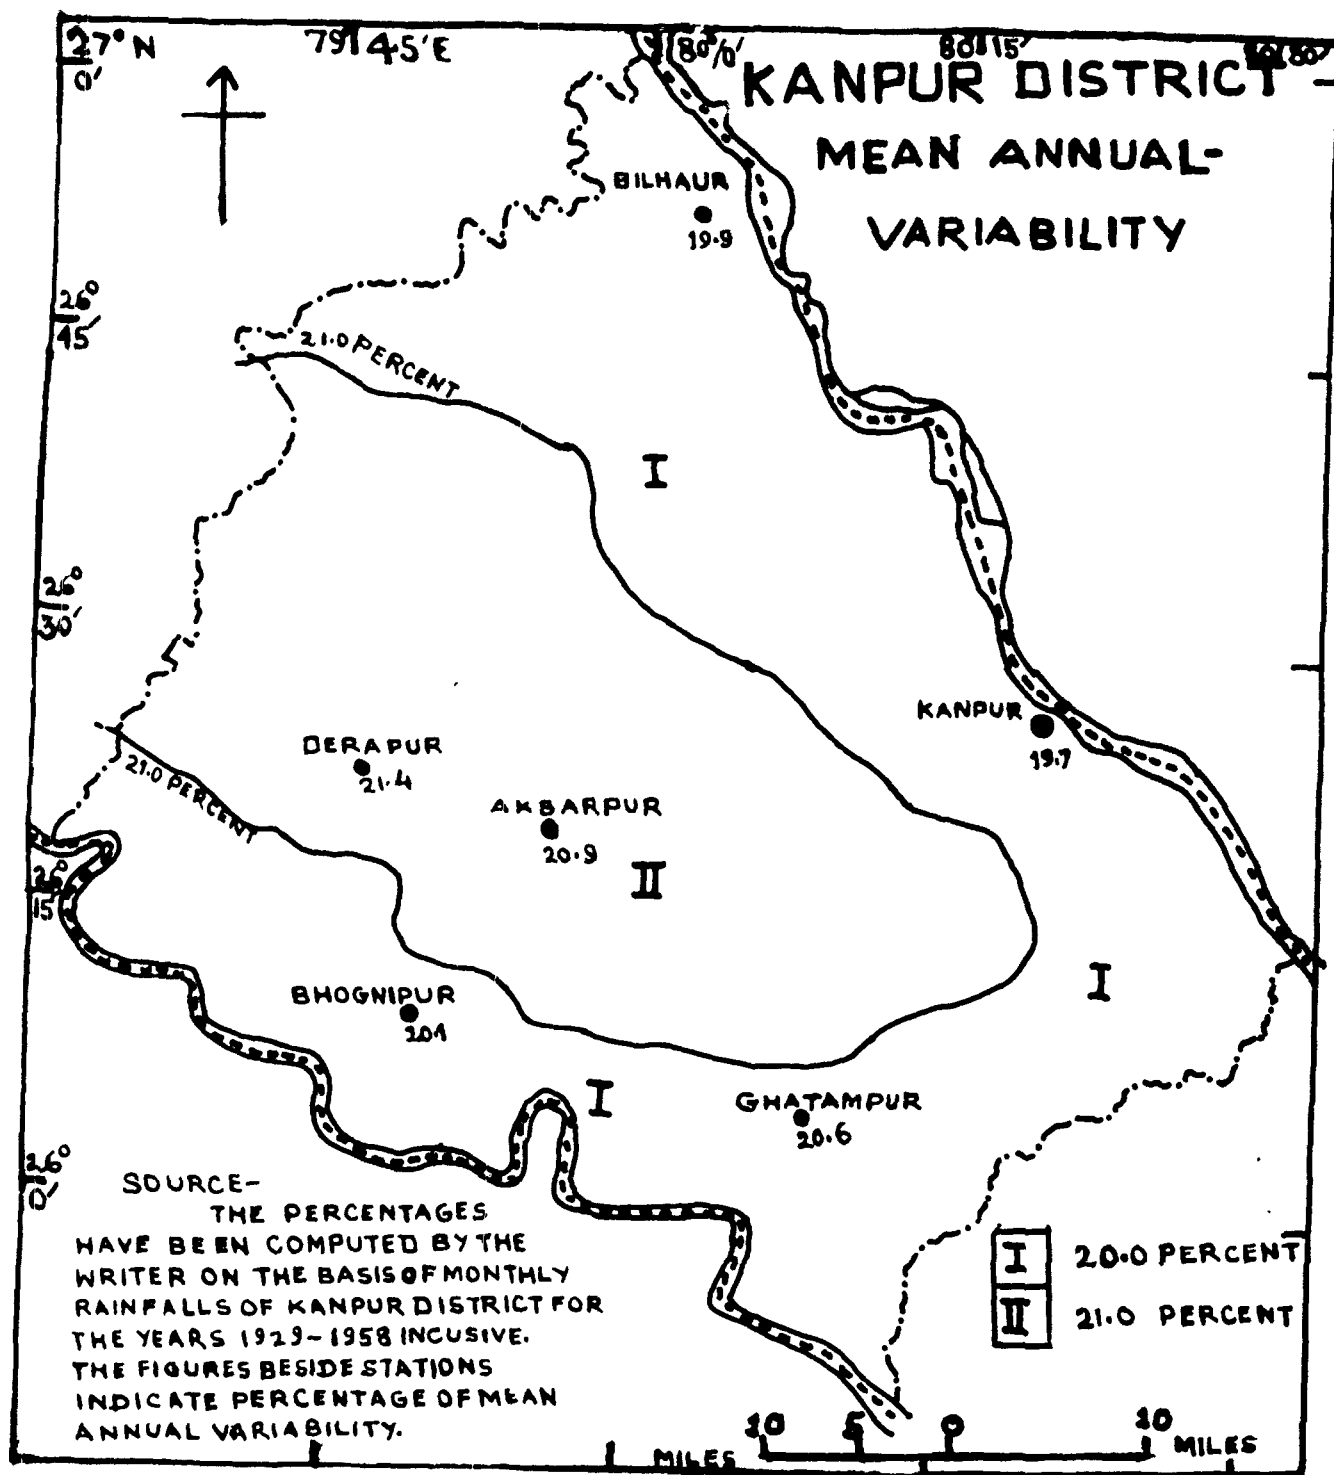 27° N
0'
79° 45' E
80° 0'
80° 15'
KANPUR DISTRICT -
MEAN ANNUAL-
VARIABILITY
BILHAUR
19.9
26°
45'
21.0 PERCENT
I
26°
30'
KANPUR
19.7
DERAPUR
21.4
21.0 PERCENT
AKBARPUR
20.9
II
26°
15'
I
BHOGNIPUR
201
I
GHATAMPUR
20.6
26°
0'
SOURCE-
THE PERCENTAGES
HAVE BEEN COMPUTED BY THE
WRITER ON THE BASIS OF MONTHLY
RAINFALLS OF KANPUR DISTRICT FOR
THE YEARS 1929-1958 INCUSIVE.
THE FIGURES BESIDE STATIONS
INDICATE PERCENTAGE OF MEAN
ANNUAL VARIABILITY.
I 20.0 PERCENT
II 21.0 PERCENT
MILES 10 5 0 10 MILES